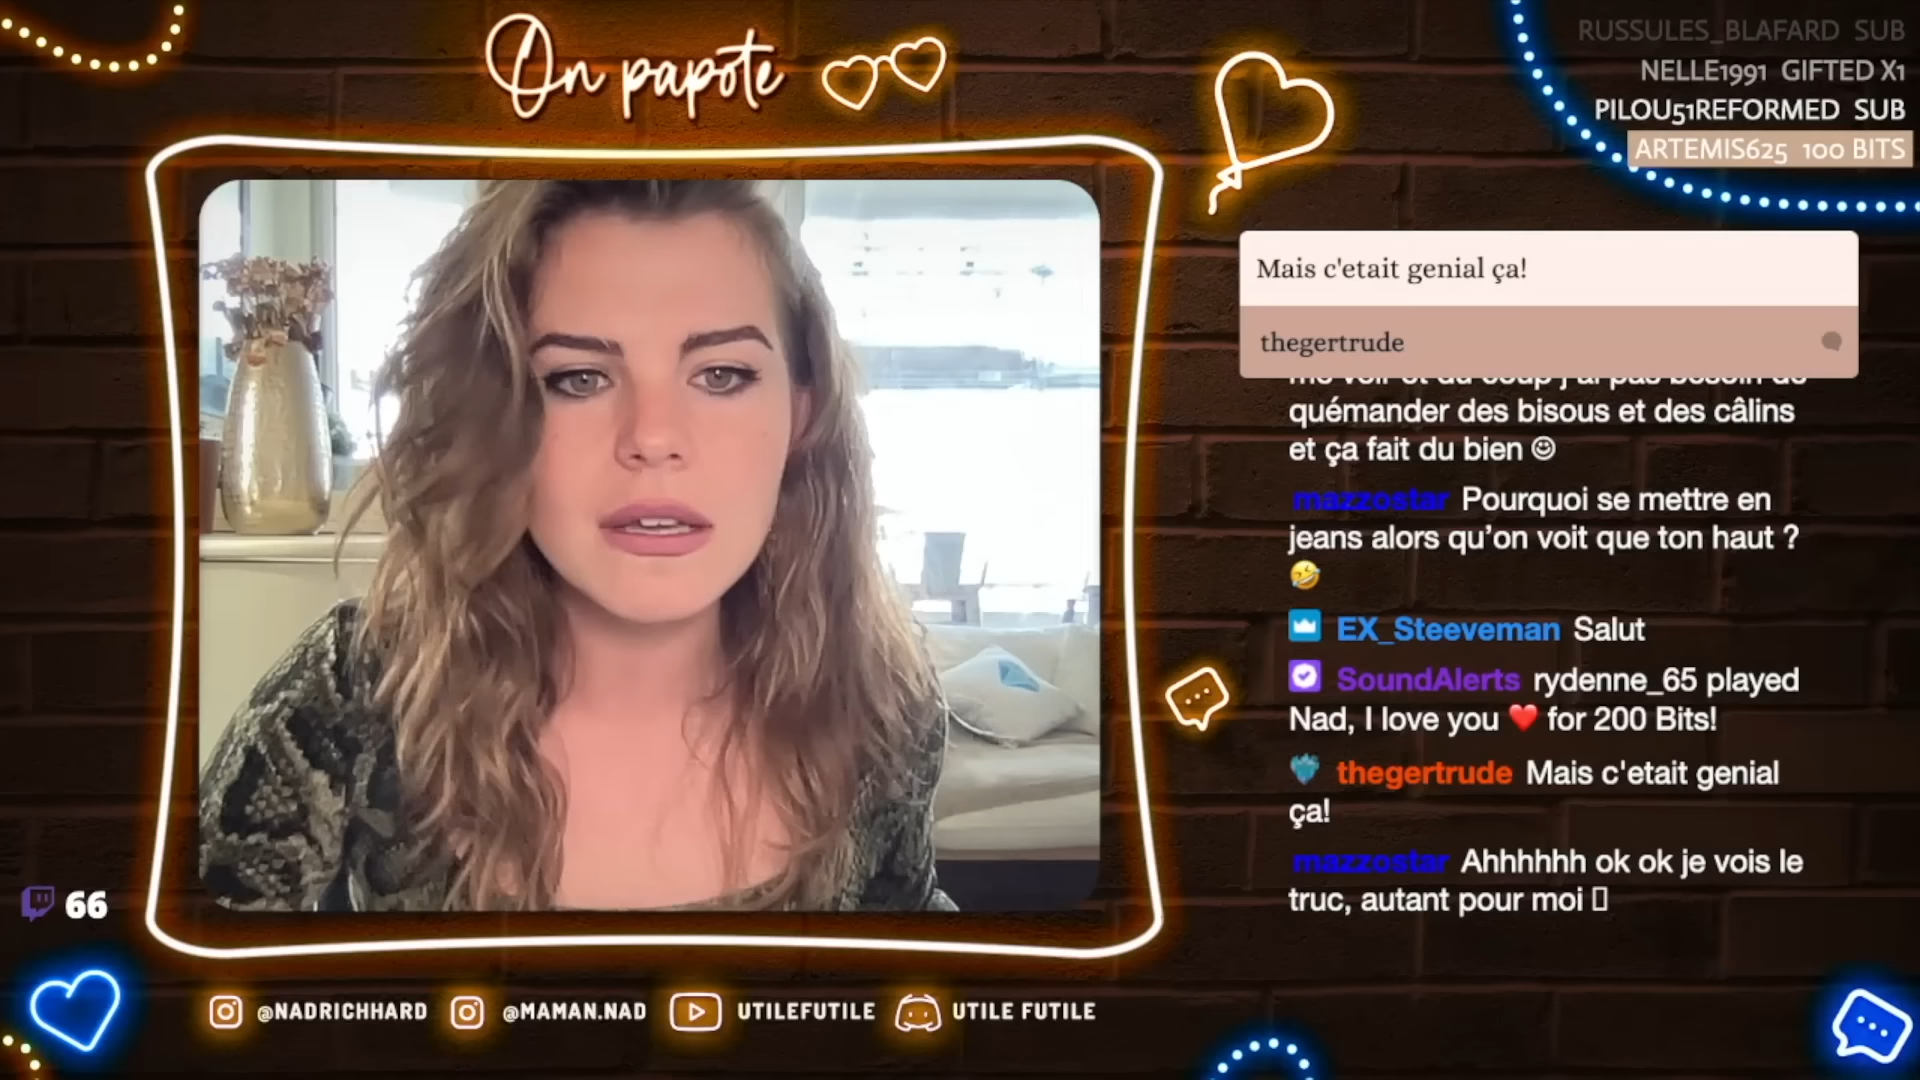 On papote
RUSSULES_BLAFARD SUB
NELLE1991 GIFTED X1
PILOU51REFORMED SUB
ARTEMIS625 100 BITS
Mais c'etait genial ça!
thegertrude
quémander des bisous et des câlins
et ça fait du bien ☺
mazzostar Pourquoi se mettre en
jeans alors qu’on voit que ton haut ?
🤣
EX_Steeveman Salut
SoundAlerts rydenne_65 played
Nad, I love you ❤️ for 200 Bits!
thegertrude Mais c'etait genial
ça!
mazzostar Ahhhhhh ok ok je vois le
truc, autant pour moi
66
@NADRICHHARD @MAMAN.NAD UTILEFUTILE UTILE FUTILE